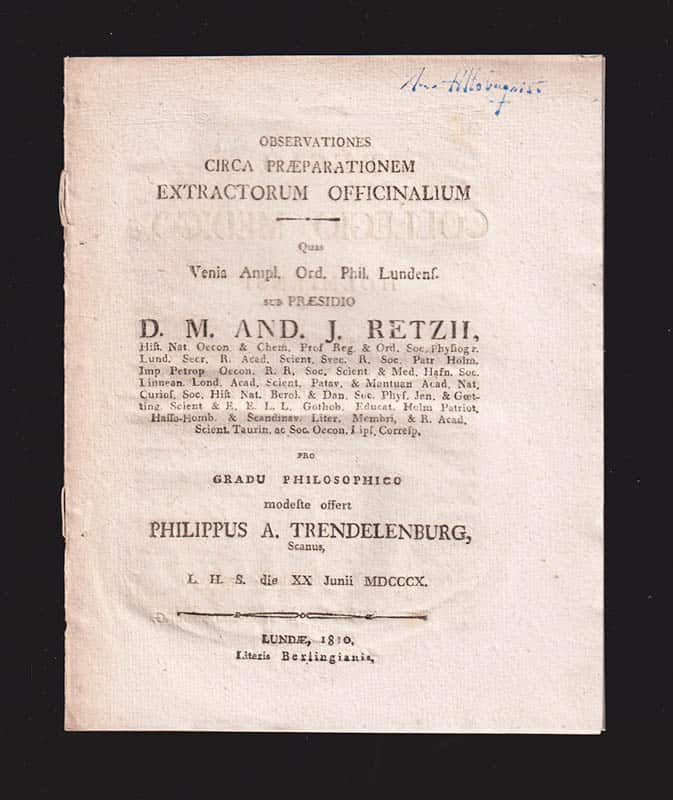 OBSERVATIONES
CIRCA PRÆPARATIONEM
EXTRACTORUM OFFICINALIUM
Quas
Venia Ampl. Ord. Phil. Lundenſ.
SUB PRÆSIDIO
D. M. AND. J. RETZII,
Hiſt. Nat. Oecon. & Chem. Prof Reg. & Ord. Soc. Phyſiogr.
Lund. Secr. R. Acad. Scient. Svec. R. Soc. Patr Holm.
Imp Petrop Oecon. R. R. Soc. Scient. & Med. Hafn. Soc.
Linnean. Lond. Acad. Scient. Patav. & Mantuan Acad. Nat.
Curioſ. Soc. Hiſt Nat. Berol. & Dan. Soc. Phyſ. Jen. & Gœt-
ting. Scient & E. E. L. L. Gothob. Educat. Holm Patriot.
Haſſo-Homb. & Scandinav. Liter. Membri, & R. Acad.
Scient. Taurin. ac Soc. Oecon. Lipſ. Correſp.
PRO
GRADU PHILOSOPHICO
modeſte offert
PHILIPPUS A. TRENDELENBURG,
Scanus,
L. H. S. die XX Junii MDCCCX.
LUNDÆ, 1810.
Literis Berlingianis.